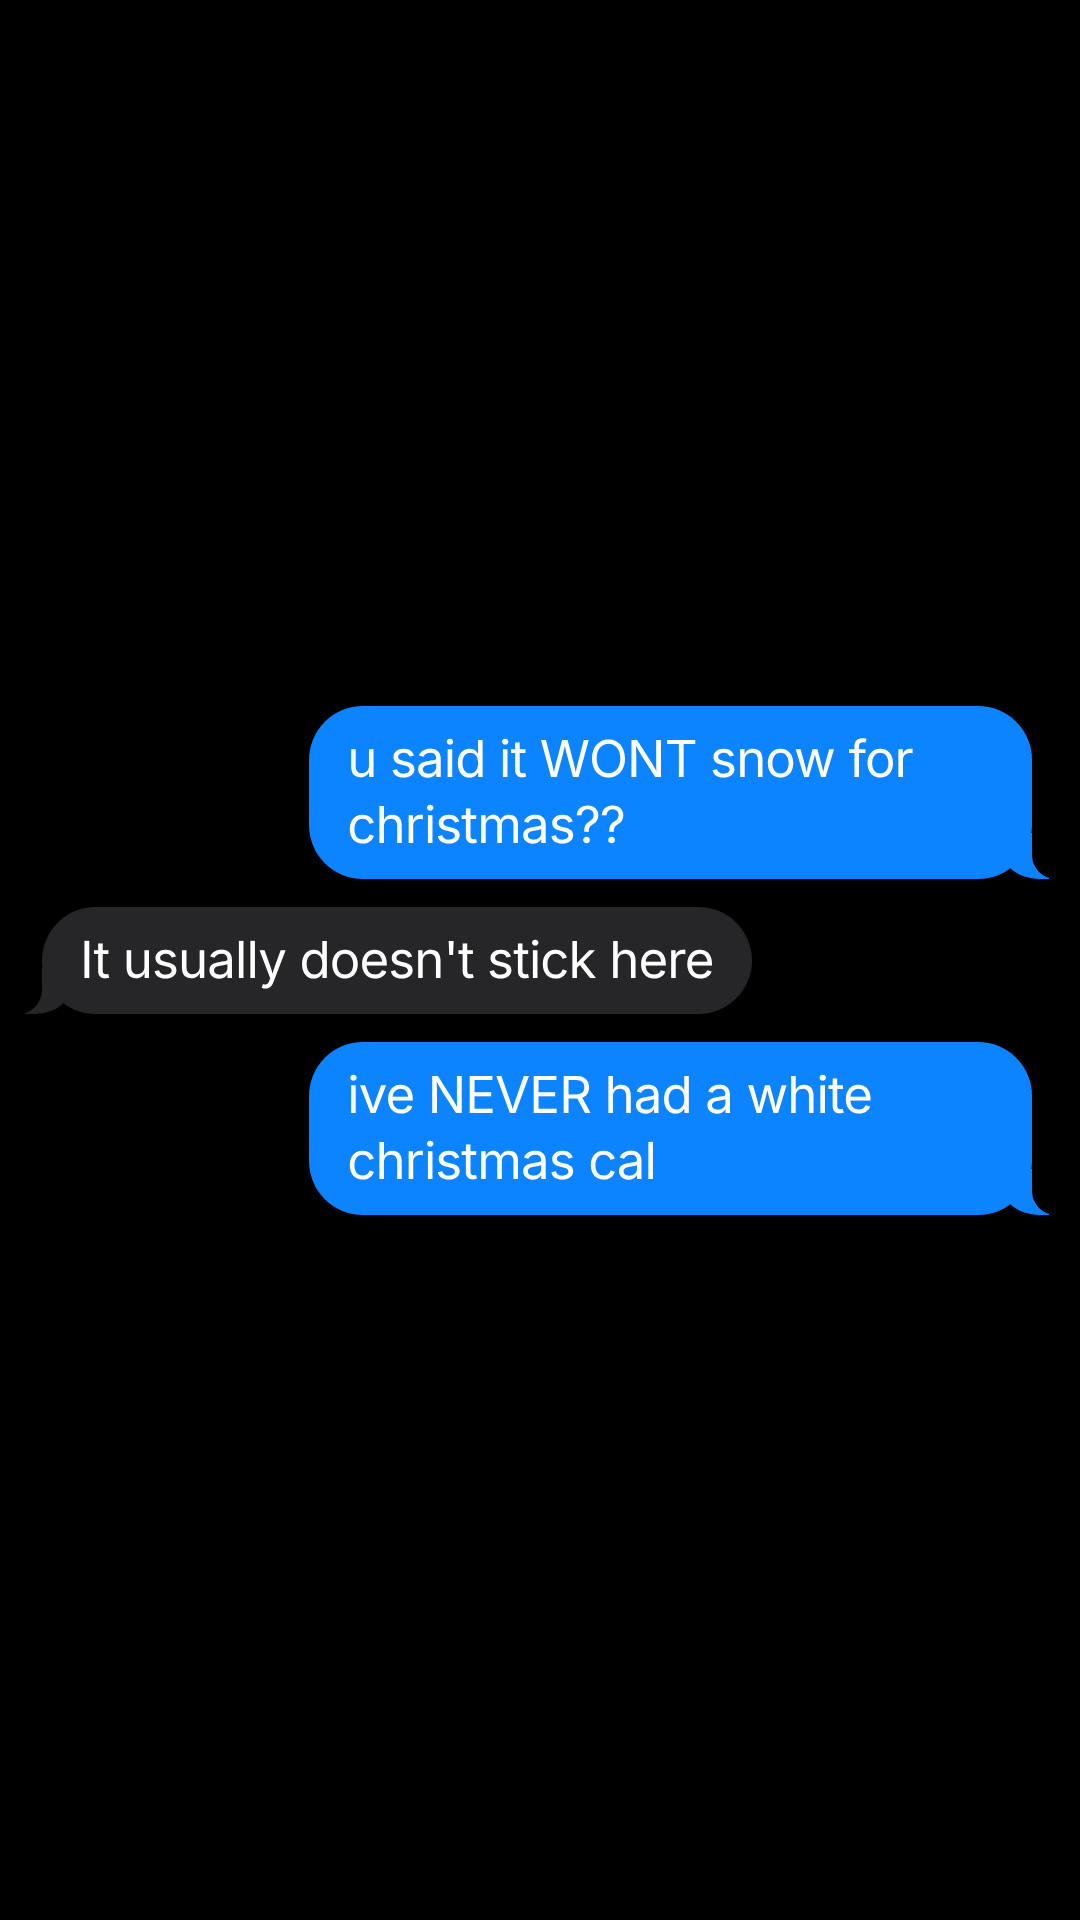 u said it WONT snow for
christmas??
It usually doesn't stick here
ive NEVER had a white
christmas cal